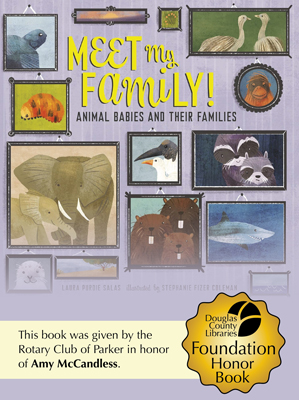 MEET My
FAMiLY!
ANIMAL BABIES AND THEIR FAMILIES
LAURA PURDIE SALAS illustrated by STEPHANIE FIZER COLEMAN
This book was given by the
Rotary Club of Parker in honor
of Amy McCandless.
Douglas
County
Libraries
Foundation
Honor
Book